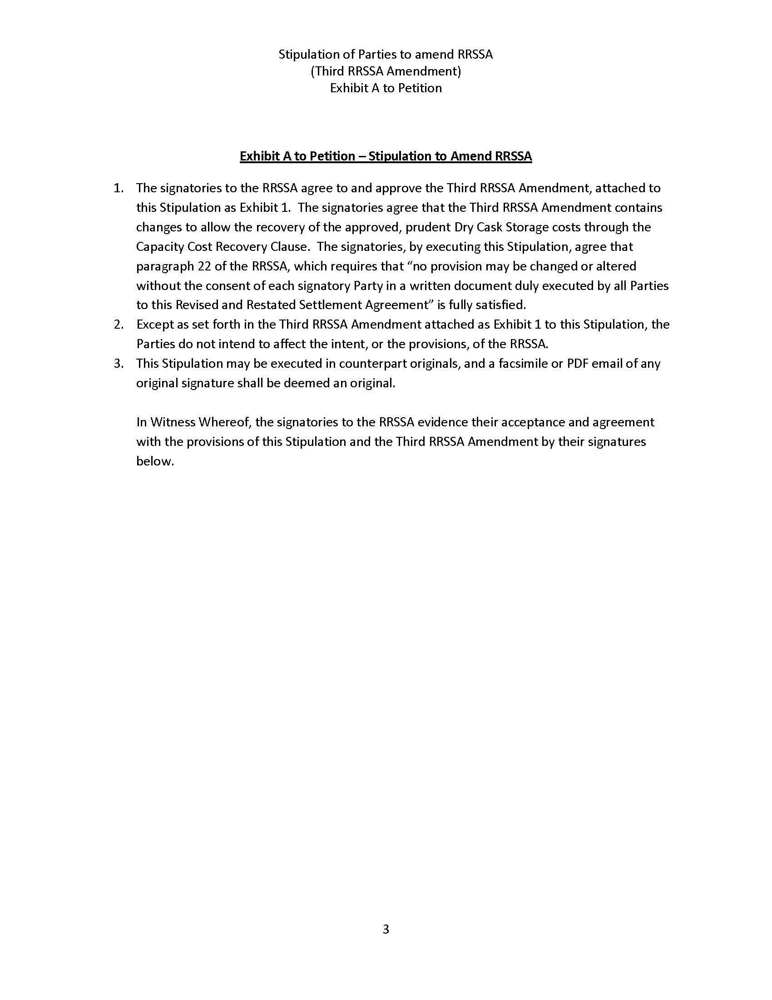 Stipulation of Parties to amend RRSSA
(Third RRSSA Amendment)
Exhibit A to Petition
Exhibit A to Petition – Stipulation to Amend RRSSA
1. The signatories to the RRSSA agree to and approve the Third RRSSA Amendment, attached to
this Stipulation as Exhibit 1.  The signatories agree that the Third RRSSA Amendment contains
changes to allow the recovery of the approved, prudent Dry Cask Storage costs through the
Capacity Cost Recovery Clause.  The signatories, by executing this Stipulation, agree that
paragraph 22 of the RRSSA, which requires that “no provision may be changed or altered
without the consent of each signatory Party in a written document duly executed by all Parties
to this Revised and Restated Settlement Agreement” is fully satisfied.
2. Except as set forth in the Third RRSSA Amendment attached as Exhibit 1 to this Stipulation, the
Parties do not intend to affect the intent, or the provisions, of the RRSSA.
3. This Stipulation may be executed in counterpart originals, and a facsimile or PDF email of any
original signature shall be deemed an original.
In Witness Whereof, the signatories to the RRSSA evidence their acceptance and agreement
with the provisions of this Stipulation and the Third RRSSA Amendment by their signatures
below.
3